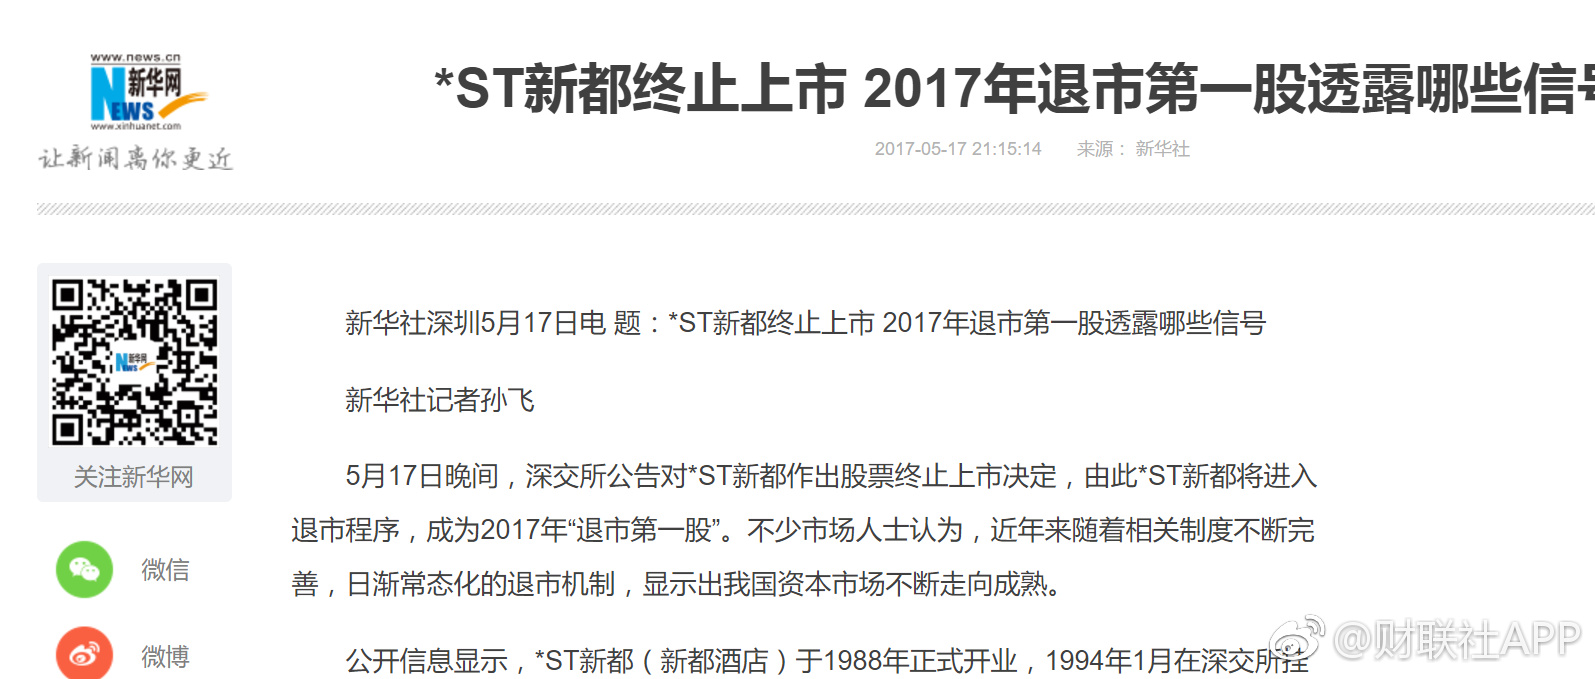 www.news.cn
新华网
NEWS
www.xinhuanet.com
让新闻离你更近
*ST新都终止上市 2017年退市第一股透露哪些信号
2017-05-17 21:15:14 来源： 新华社
新华网
NEWS
关注新华网
微信
微博
新华社深圳5月17日电 题：*ST新都终止上市 2017年退市第一股透露哪些信号
新华社记者孙飞
5月17日晚间，深交所公告对*ST新都作出股票终止上市决定，由此*ST新都将进入
退市程序，成为2017年“退市第一股”。不少市场人士认为，近年来随着相关制度不断完
善，日渐常态化的退市机制，显示出我国资本市场不断走向成熟。
公开信息显示，*ST新都（新都酒店）于1988年正式开业，1994年1月在深交所挂
@财联社APP